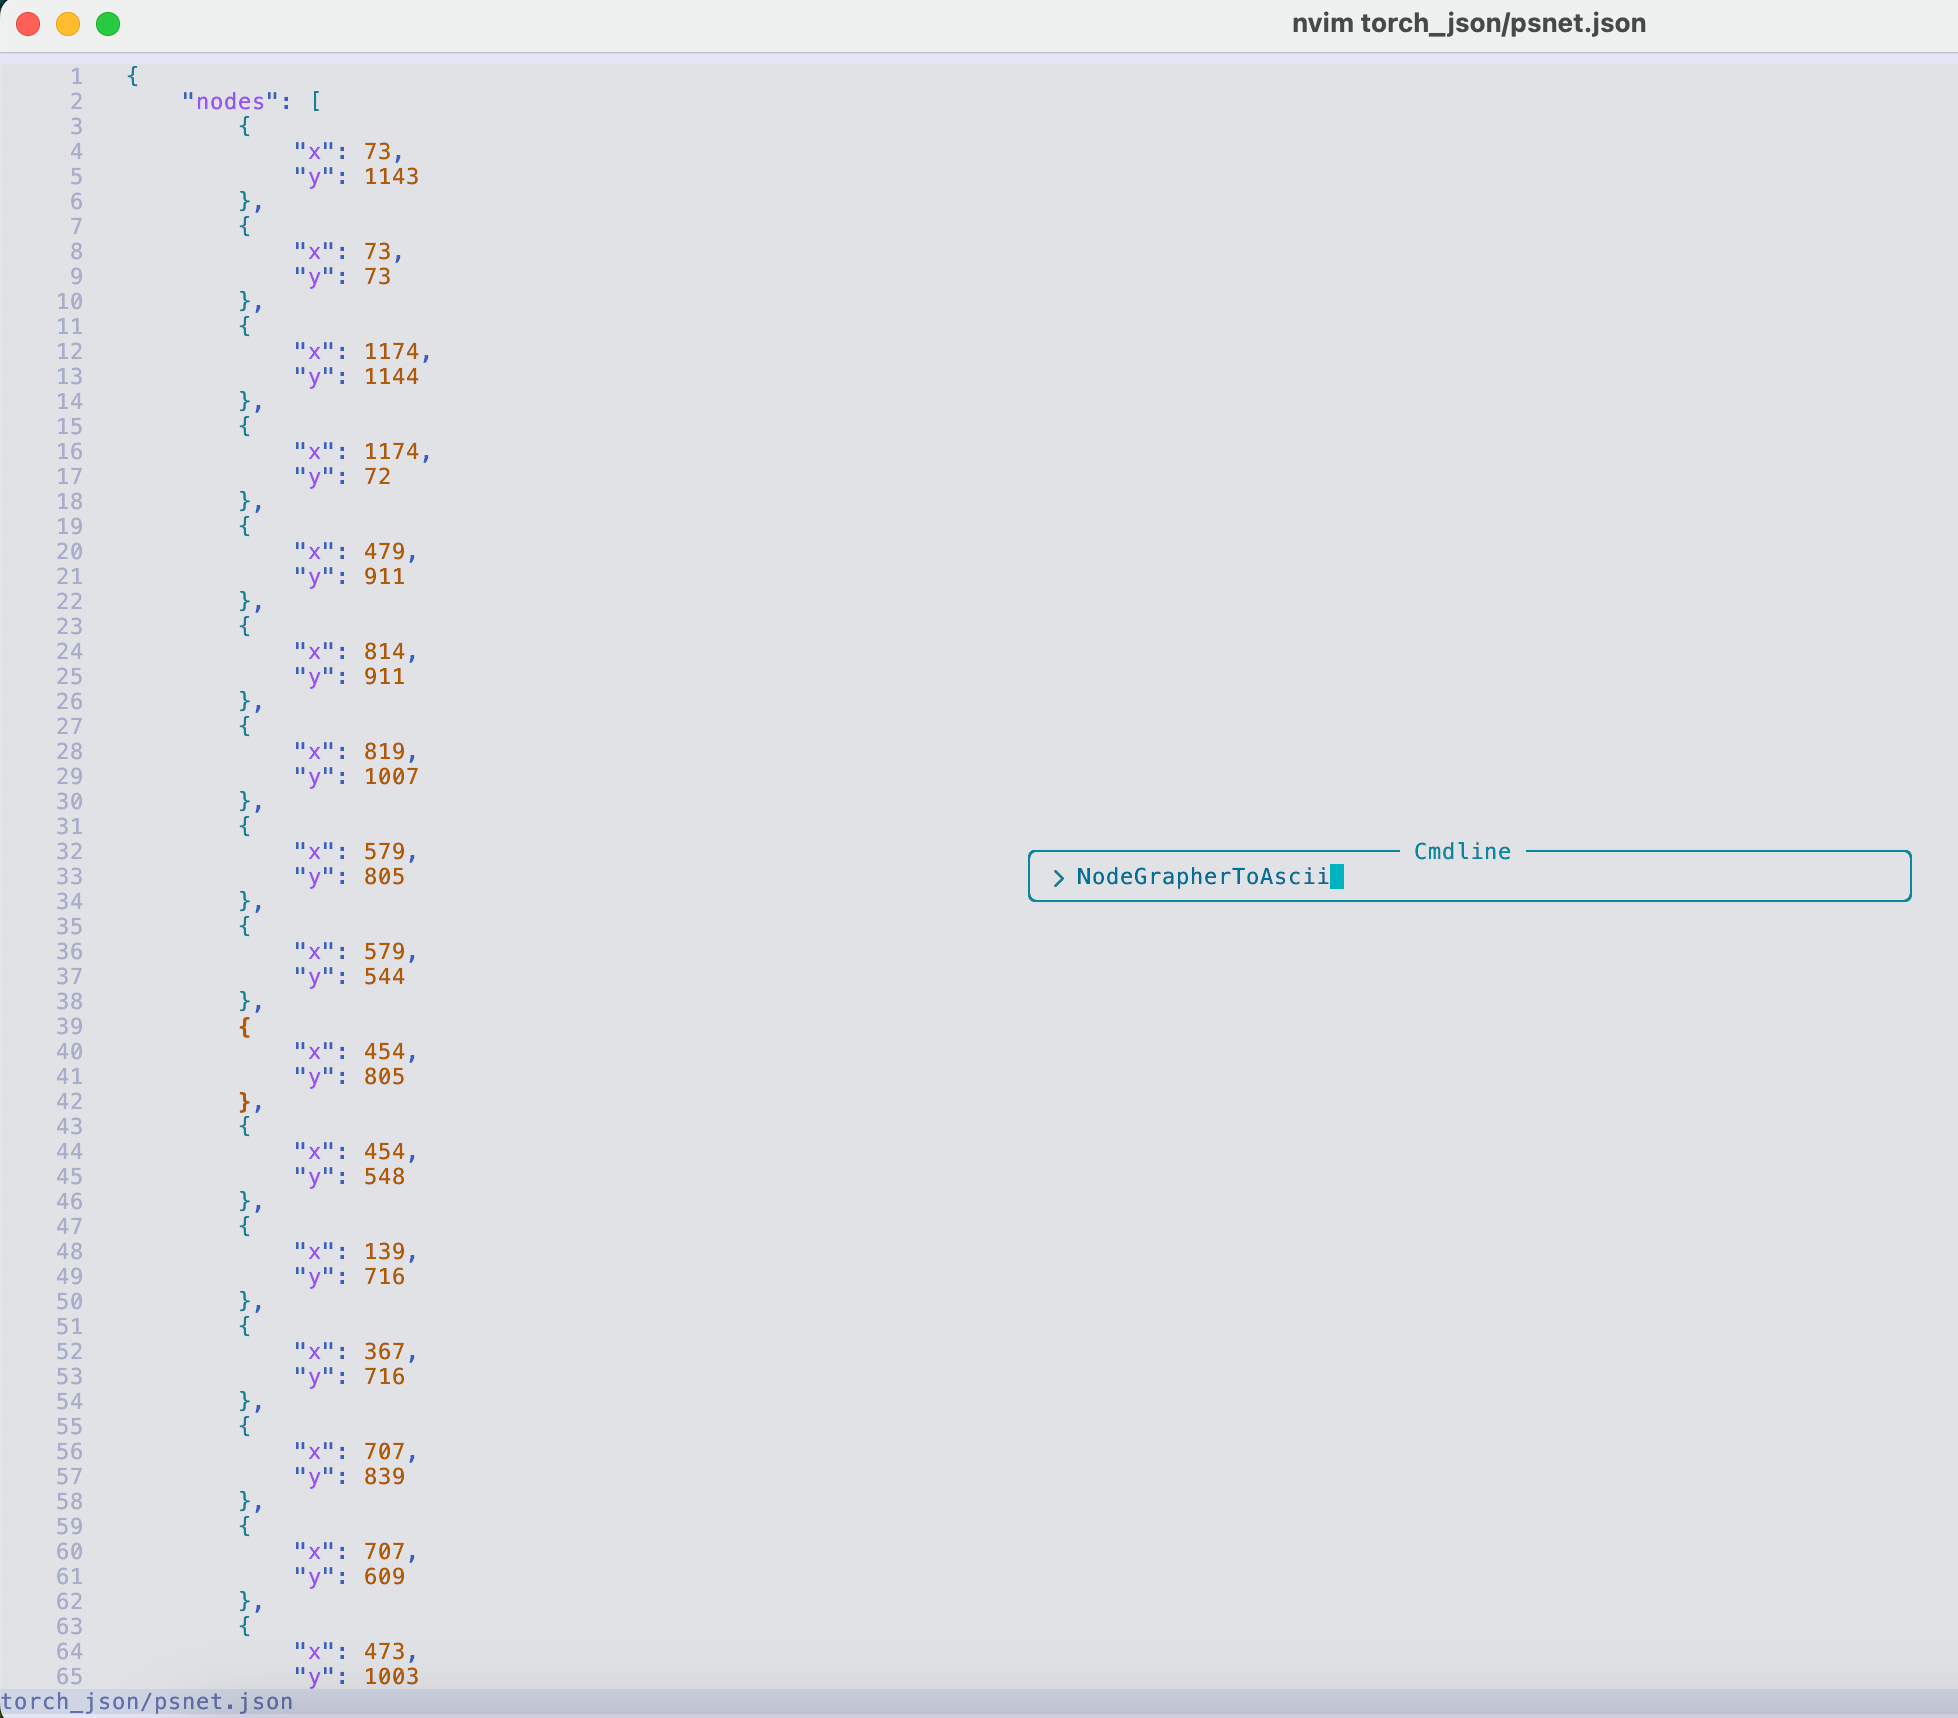 nvim torch_json/psnet.json
1 {
2     "nodes": [
3         {
4             "x": 73,
5             "y": 1143
6         },
7         {
8             "x": 73,
9             "y": 73
10         },
11         {
12             "x": 1174,
13             "y": 1144
14         },
15         {
16             "x": 1174,
17             "y": 72
18         },
19         {
20             "x": 479,
21             "y": 911
22         },
23         {
24             "x": 814,
25             "y": 911
26         },
27         {
28             "x": 819,
29             "y": 1007
30         },
31         {
32             "x": 579,
33             "y": 805
34         },
35         {
36             "x": 579,
37             "y": 544
38         },
39         {
40             "x": 454,
41             "y": 805
42         },
43         {
44             "x": 454,
45             "y": 548
46         },
47         {
48             "x": 139,
49             "y": 716
50         },
51         {
52             "x": 367,
53             "y": 716
54         },
55         {
56             "x": 707,
57             "y": 839
58         },
59         {
60             "x": 707,
61             "y": 609
62         },
63         {
64             "x": 473,
65             "y": 1003
Cmdline
> NodeGrapherToAscii
torch_json/psnet.json